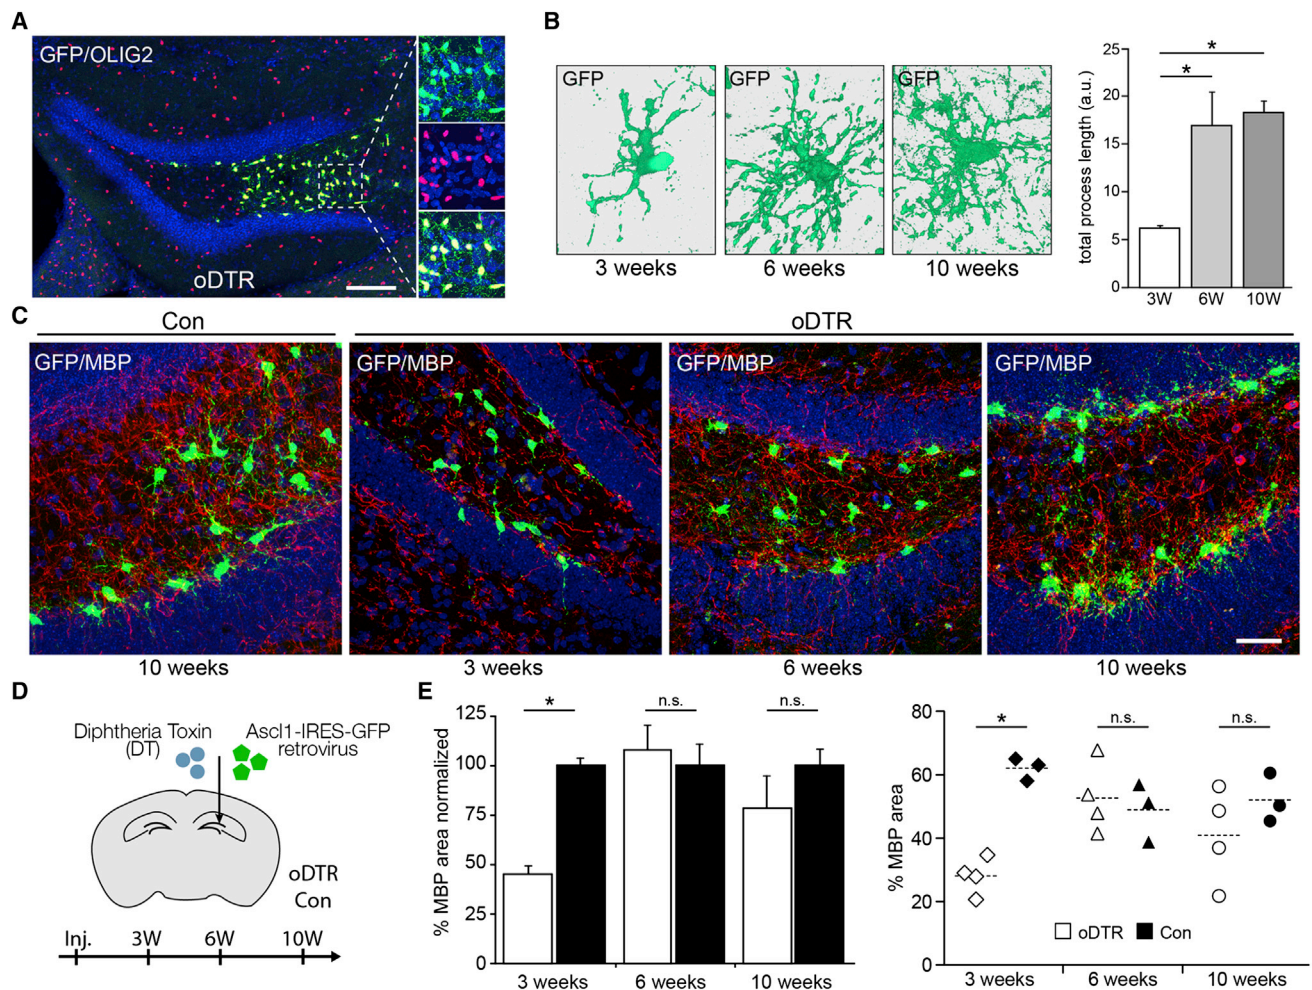 A
GFP/OLIG2
oDTR
B
GFP
GFP
GFP
3 weeks
6 weeks
10 weeks
total process length (a.u.)
25
20
15
10
5
0
*
*
3W
6W
10W
C
Con
oDTR
GFP/MBP
GFP/MBP
GFP/MBP
GFP/MBP
10 weeks
3 weeks
6 weeks
10 weeks
D
Diphtheria Toxin
(DT)
Ascl1-IRES-GFP
retrovirus
oDTR
Con
Inj.
3W
6W
10W
E
% MBP area normalized
125
100
75
50
25
0
*
n.s.
n.s.
3 weeks
6 weeks
10 weeks
% MBP area
80
60
40
20
0
*
n.s.
n.s.
oDTR
Con
3 weeks
6 weeks
10 weeks